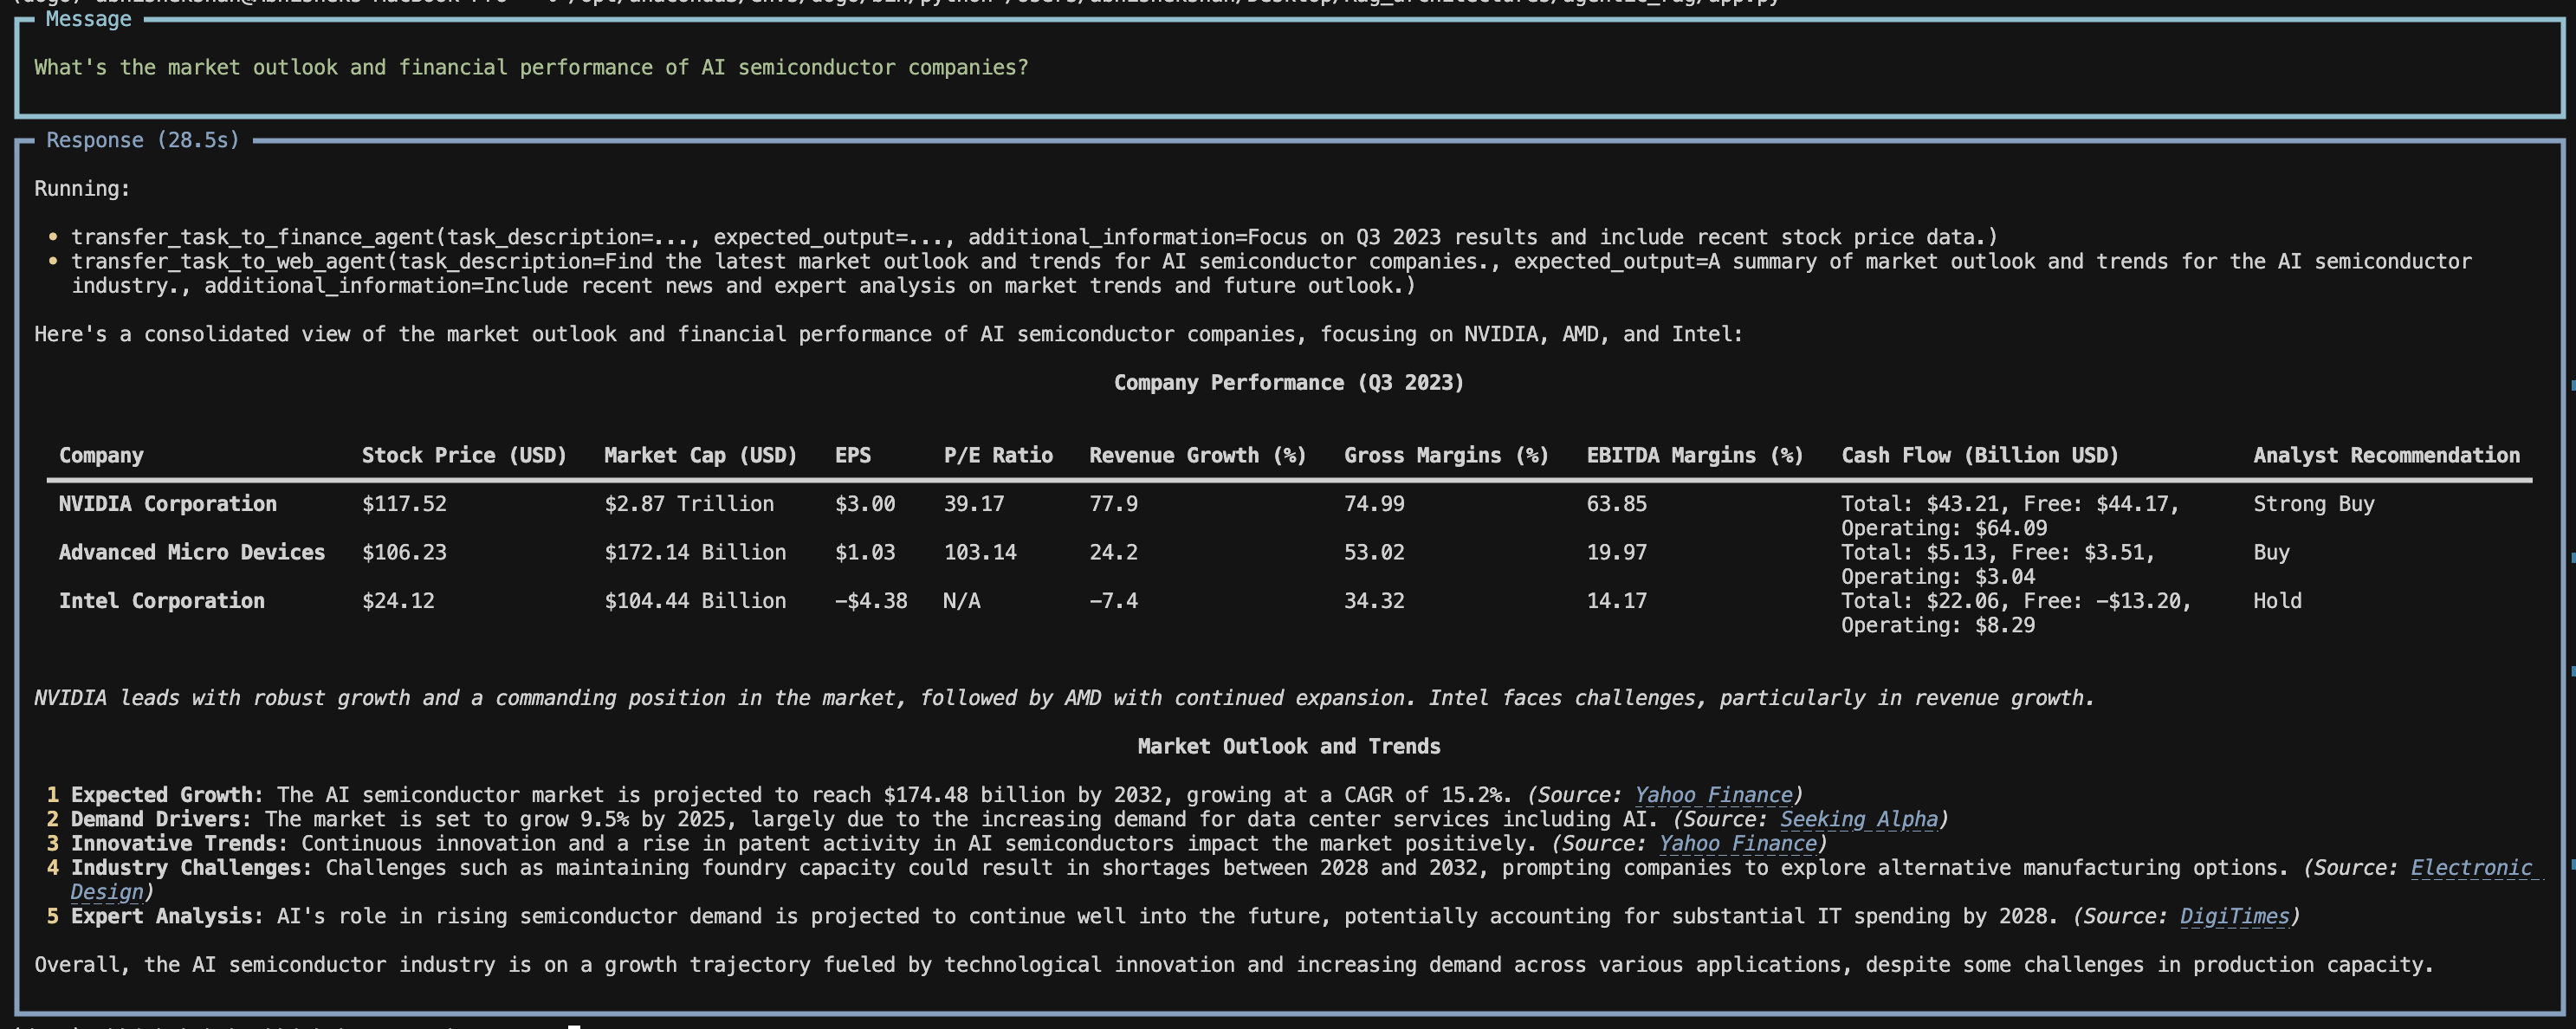 Message
What's the market outlook and financial performance of AI semiconductor companies?
Response (28.5s)
Running:
• transfer_task_to_finance_agent(task_description=..., expected_output=..., additional_information=Focus on Q3 2023 results and include recent stock price data.)
• transfer_task_to_web_agent(task_description=Find the latest market outlook and trends for AI semiconductor companies., expected_output=A summary of market outlook and trends for the AI semiconductor
industry., additional_information=Include recent news and expert analysis on market trends and future outlook.)
Here's a consolidated view of the market outlook and financial performance of AI semiconductor companies, focusing on NVIDIA, AMD, and Intel:
Company Performance (Q3 2023)
Company Stock Price (USD) Market Cap (USD) EPS P/E Ratio Revenue Growth (%) Gross Margins (%) EBITDA Margins (%) Cash Flow (Billion USD) Analyst Recommendation
NVIDIA Corporation $117.52 $2.87 Trillion $3.00 39.17 77.9 74.99 63.85 Total: $43.21, Free: $44.17, Strong Buy
Operating: $64.09
Advanced Micro Devices $106.23 $172.14 Billion $1.03 103.14 24.2 53.02 19.97 Total: $5.13, Free: $3.51, Buy
Operating: $3.04
Intel Corporation $24.12 $104.44 Billion -$4.38 N/A -7.4 34.32 14.17 Total: $22.06, Free: -$13.20, Hold
Operating: $8.29
NVIDIA leads with robust growth and a commanding position in the market, followed by AMD with continued expansion. Intel faces challenges, particularly in revenue growth.
Market Outlook and Trends
1 Expected Growth: The AI semiconductor market is projected to reach $174.48 billion by 2032, growing at a CAGR of 15.2%. (Source: Yahoo Finance)
2 Demand Drivers: The market is set to grow 9.5% by 2025, largely due to the increasing demand for data center services including AI. (Source: Seeking Alpha)
3 Innovative Trends: Continuous innovation and a rise in patent activity in AI semiconductors impact the market positively. (Source: Yahoo Finance)
4 Industry Challenges: Challenges such as maintaining foundry capacity could result in shortages between 2028 and 2032, prompting companies to explore alternative manufacturing options. (Source: Electronic
Design)
5 Expert Analysis: AI's role in rising semiconductor demand is projected to continue well into the future, potentially accounting for substantial IT spending by 2028. (Source: DigiTimes)
Overall, the AI semiconductor industry is on a growth trajectory fueled by technological innovation and increasing demand across various applications, despite some challenges in production capacity.